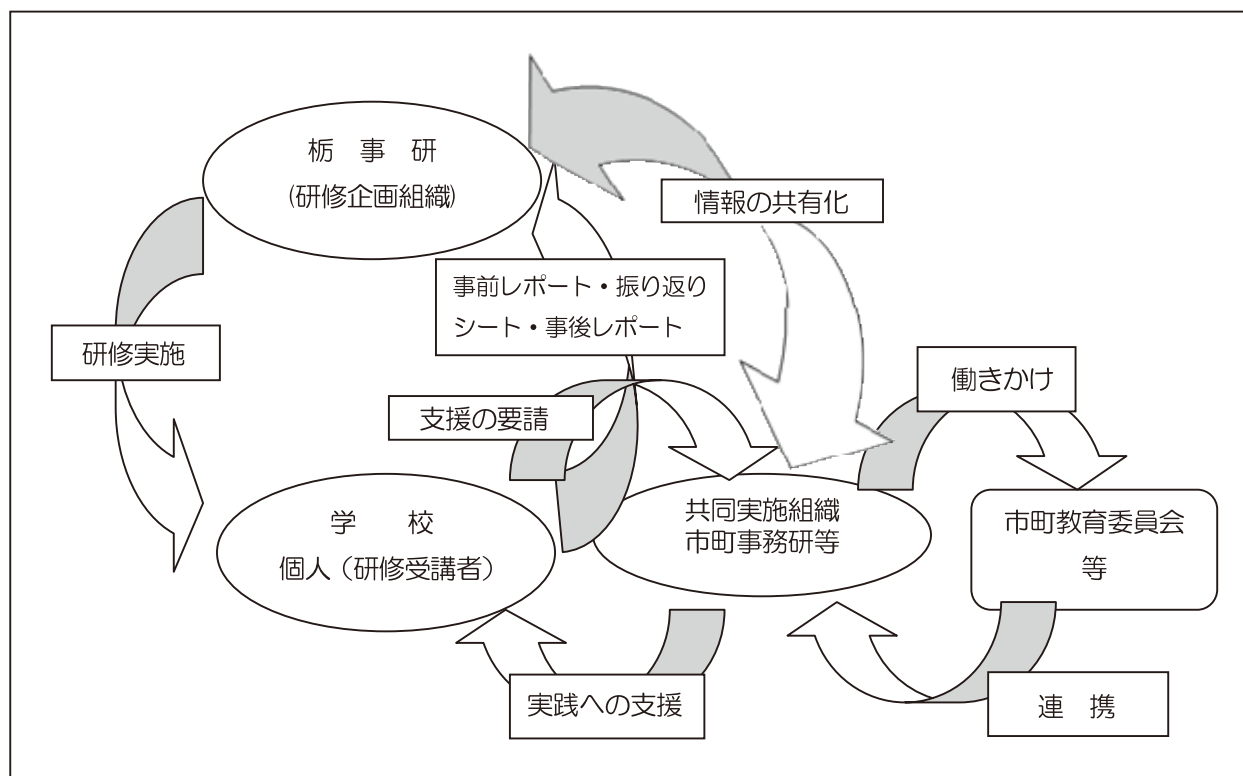 栃　事　研
(研修企画組織)
情報の共有化
事前レポート・振り返り
シート・事後レポート
研修実施
働きかけ
支援の要請
学　　校
個人（研修受講者）
共同実施組織
市町事務研等
市町教育委員会
等
実践への支援
連　携